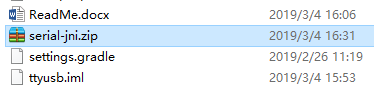 ReadMe.docx 2019/3/4 16:06
serial-jni.zip 2019/3/4 16:31
settings.gradle 2019/2/26 11:19
ttyusb.iml 2019/3/4 15:53